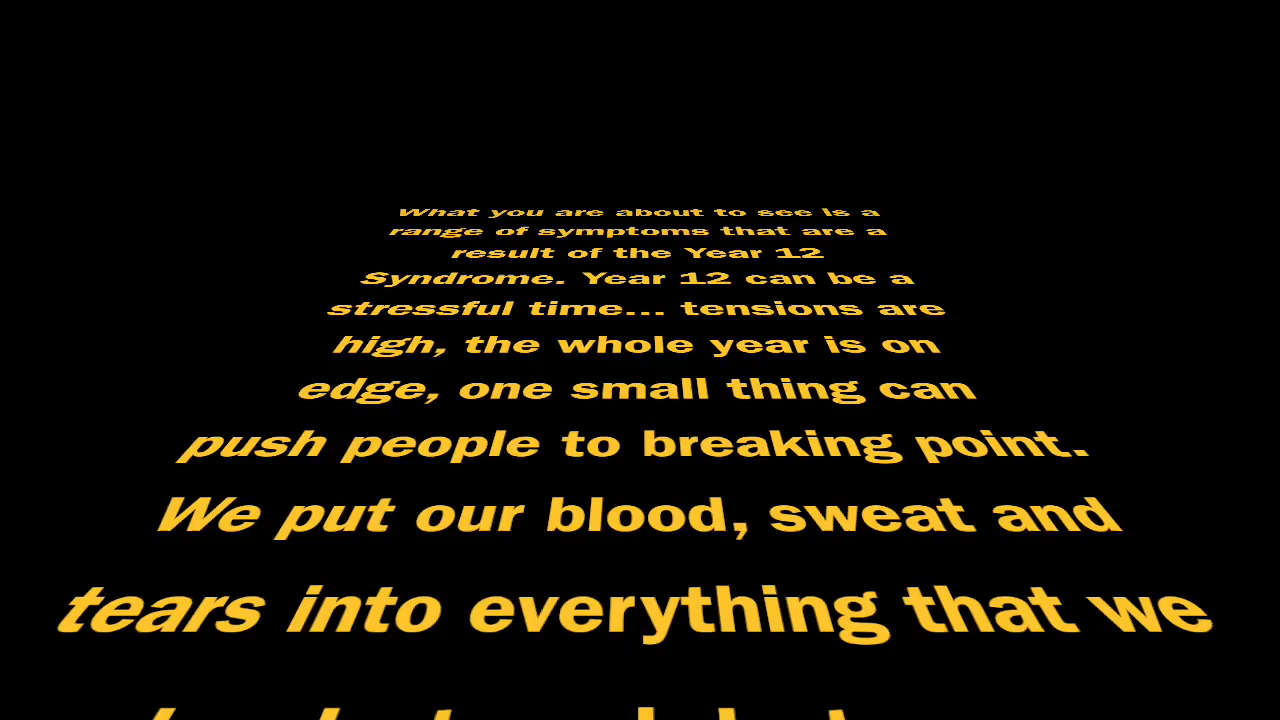 What you are about to see is a
range of symptoms that are a
result of the Year 12
Syndrome. Year 12 can be a
stressful time... tensions are
high, the whole year is on
edge, one small thing can
push people to breaking point.
We put our blood, sweat and
tears into everything that we